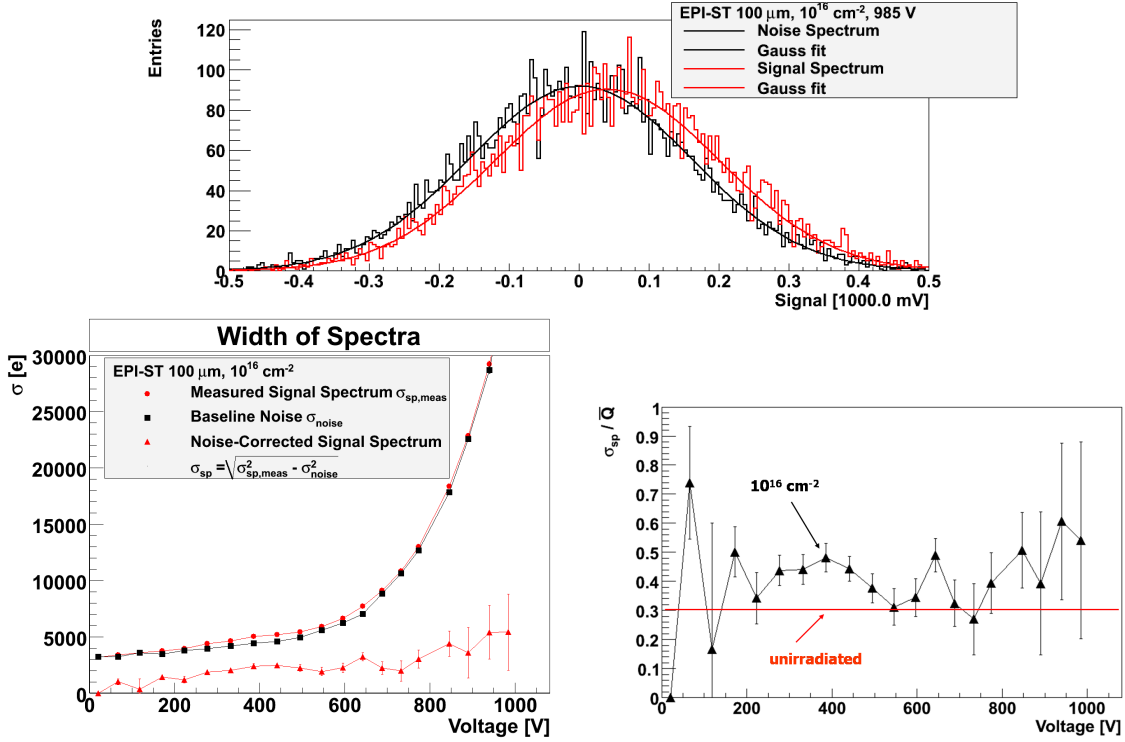 EPI-ST 100 μm, 10¹⁶ cm⁻², 985 V
Noise Spectrum
Gauss fit
Signal Spectrum
Gauss fit
Entries
120
100
80
60
40
20
0
-0.5 -0.4 -0.3 -0.2 -0.1 0 0.1 0.2 0.3 0.4 0.5
Signal [1000.0 mV]
Width of Spectra
σ [e]
EPI-ST 100 μm, 10¹⁶ cm⁻²
Measured Signal Spectrum σ_sp,meas
Baseline Noise σ_noise
Noise-Corrected Signal Spectrum
σ_sp = √(σ²_sp,meas - σ²_noise)
30000
25000
20000
15000
10000
5000
0
0 200 400 600 800 1000
Voltage [V]
σ_sp / Q̅
1
0.9
0.8
0.7
0.6
0.5
0.4
0.3
0.2
0.1
0
10¹⁶ cm⁻²
unirradiated
0 200 400 600 800 1000
Voltage [V]